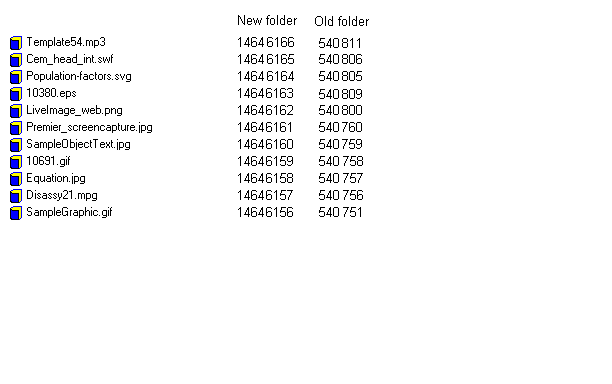 New folder Old folder
Template54.mp3 14646166 540811
Cem_head_int.swf 14646165 540806
Population-factors.svg 14646164 540805
10380.eps 14646163 540809
LiveImage_web.png 14646162 540800
Premier_screencapture.jpg 14646161 540760
SampleObjectText.jpg 14646160 540759
10691.gif 14646159 540758
Equation.jpg 14646158 540757
Disassy21.mpg 14646157 540756
SampleGraphic.gif 14646156 540751